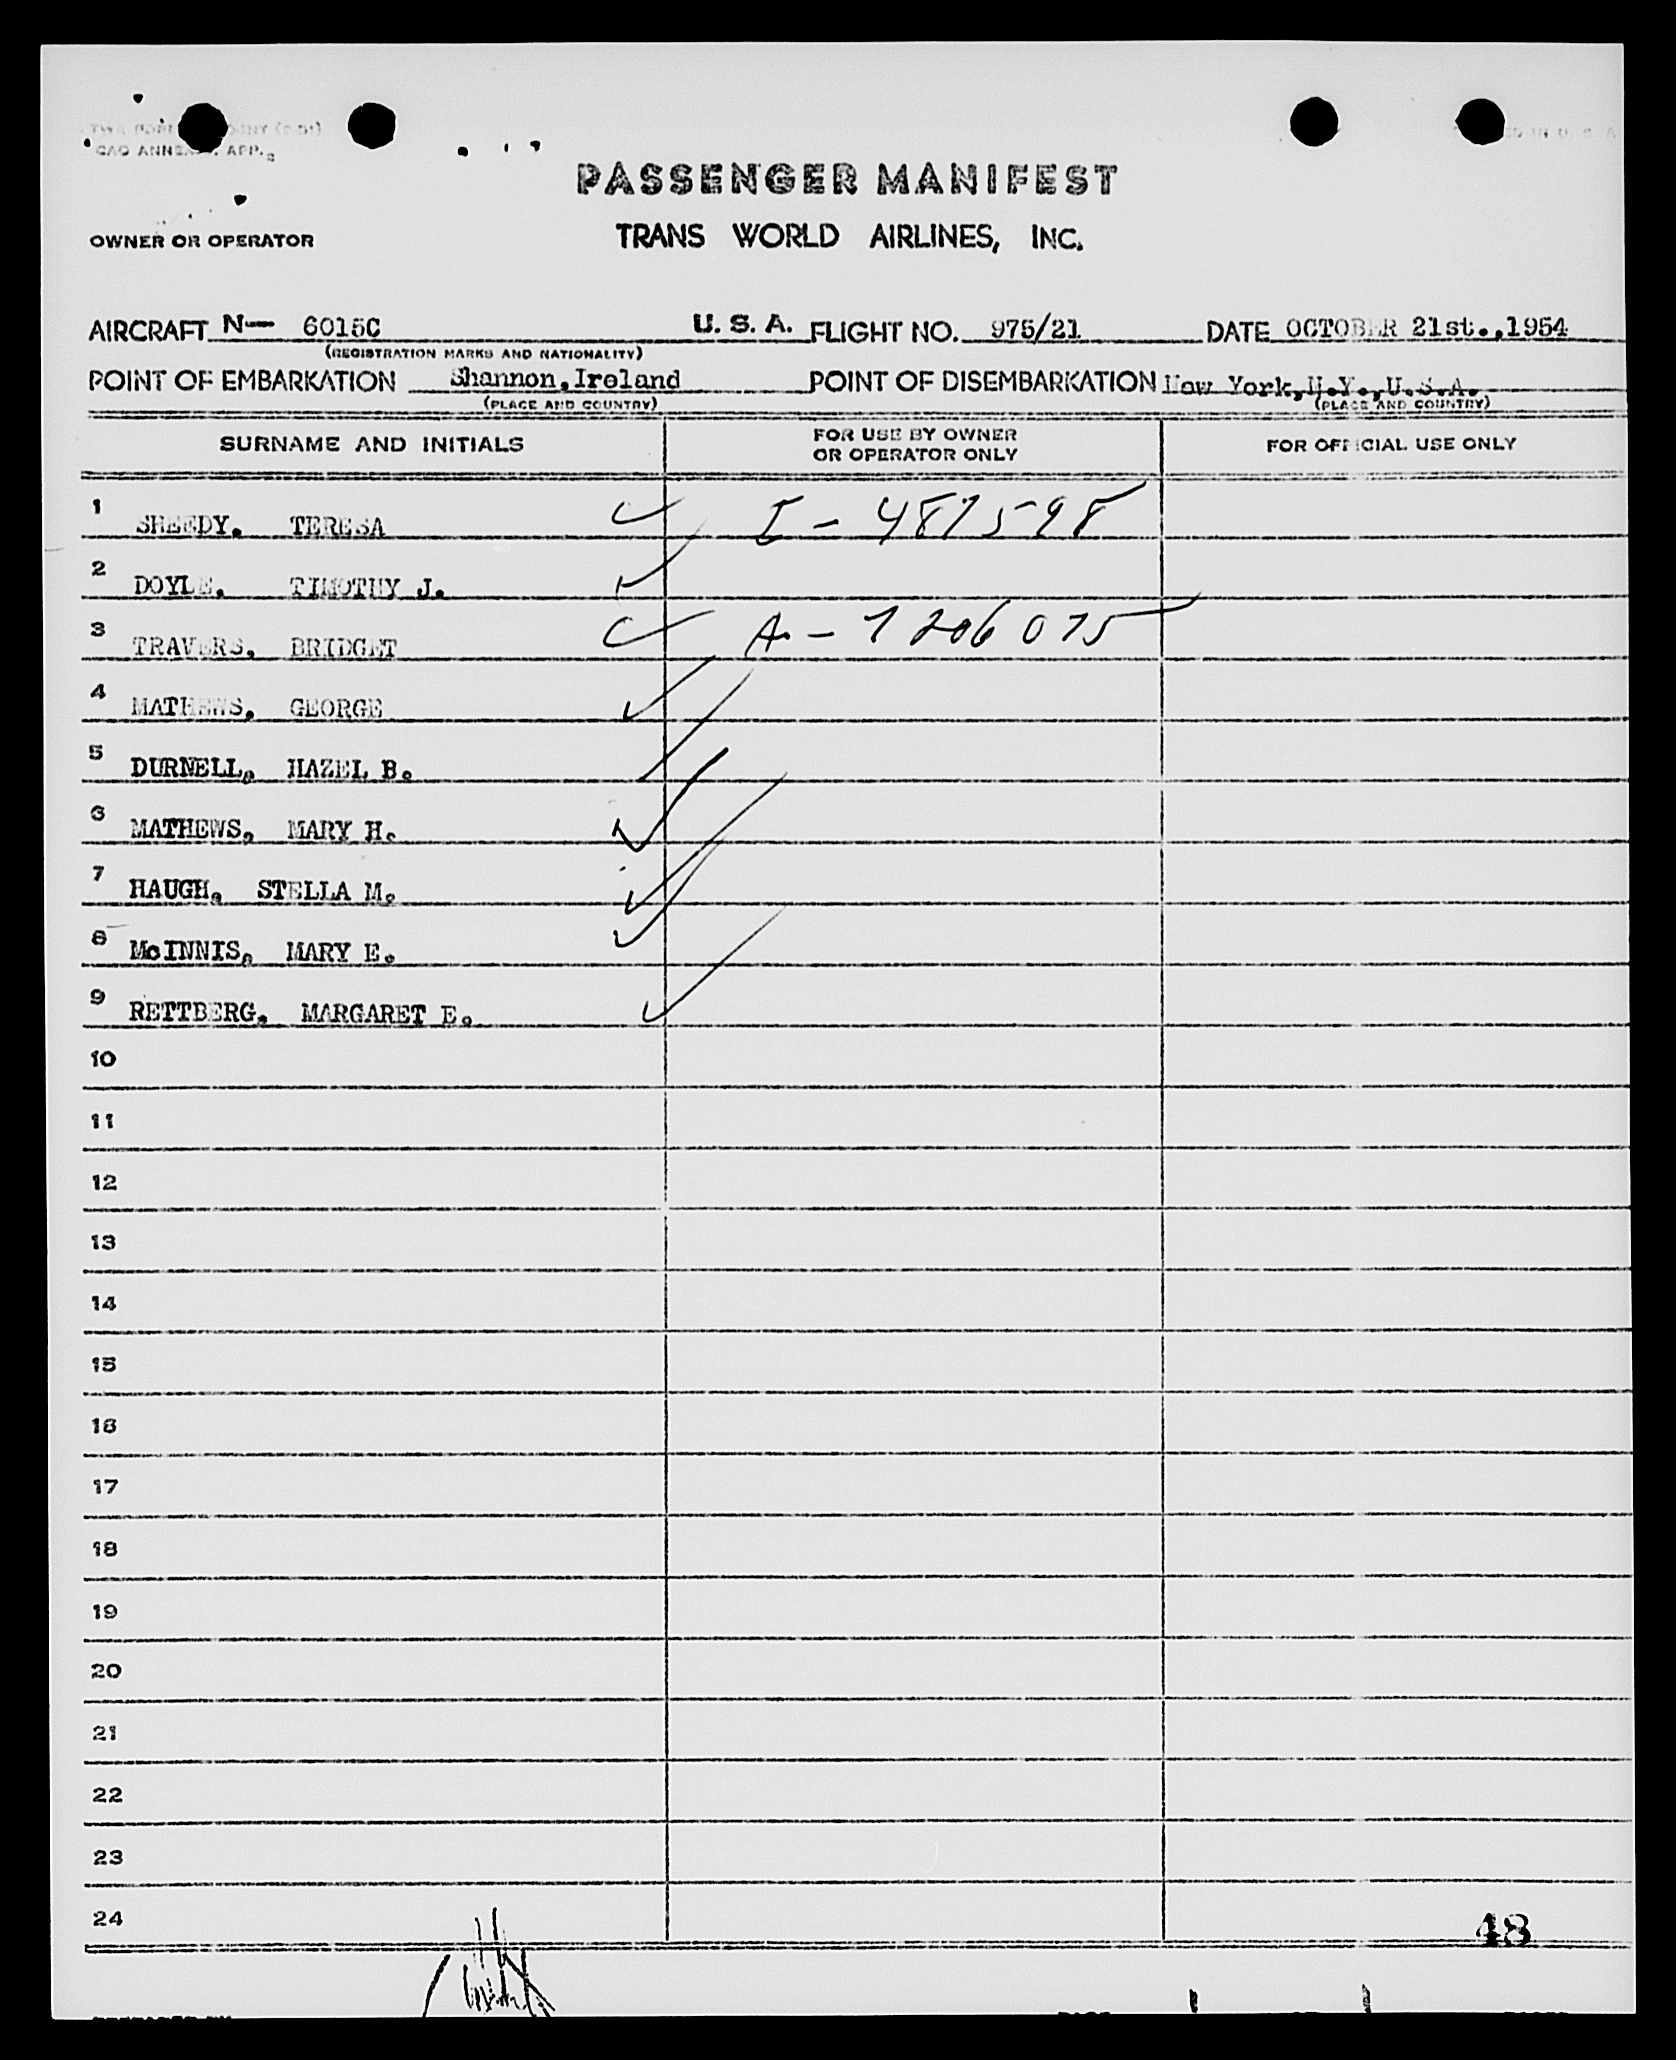 PASSENGER MANIFEST
OWNER OR OPERATOR TRANS WORLD AIRLINES, INC.
AIRCRAFT N— 6015C U. S. A. FLIGHT NO. 975/21 DATE OCTOBER 21st.,1954
(REGISTRATION MARKS AND NATIONALITY)
POINT OF EMBARKATION Shannon,Ireland POINT OF DISEMBARKATION New York,N.Y.,U.S.A.
(PLACE AND COUNTRY) (PLACE AND COUNTRY)
SURNAME AND INITIALS FOR USE BY OWNER OR OPERATOR ONLY FOR OFFICIAL USE ONLY
1 SHEEDY, TERESA I - 4871598
2 DOYLE, TIMOTHY J.
3 TRAVERS, BRIDGET A - 7206075
4 MATHEWS, GEORGE
5 DURNELL, HAZEL B.
6 MATHEWS, MARY H.
7 HAUGH, STELLA M.
8 McINNIS, MARY E.
9 RETTBERG, MARGARET E.
10
11
12
13
14
15
16
17
18
19
20
21
22
23
24
48